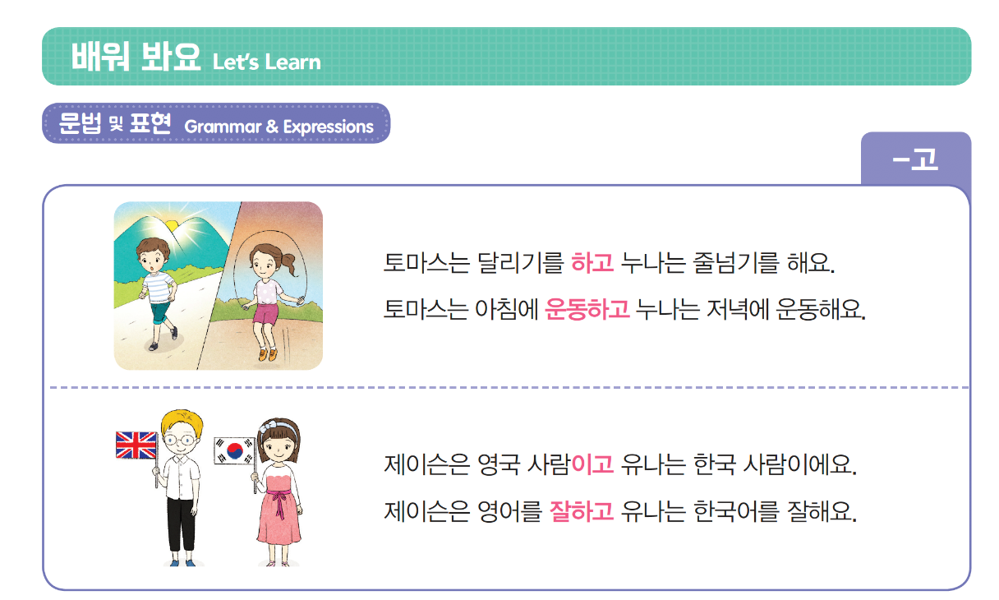 배워 봐요 Let's Learn
문법 및 표현 Grammar & Expressions
-고
토마스는 달리기를 하고 누나는 줄넘기를 해요.
토마스는 아침에 운동하고 누나는 저녁에 운동해요.
제이슨은 영국 사람이고 유나는 한국 사람이에요.
제이슨은 영어를 잘하고 유나는 한국어를 잘해요.